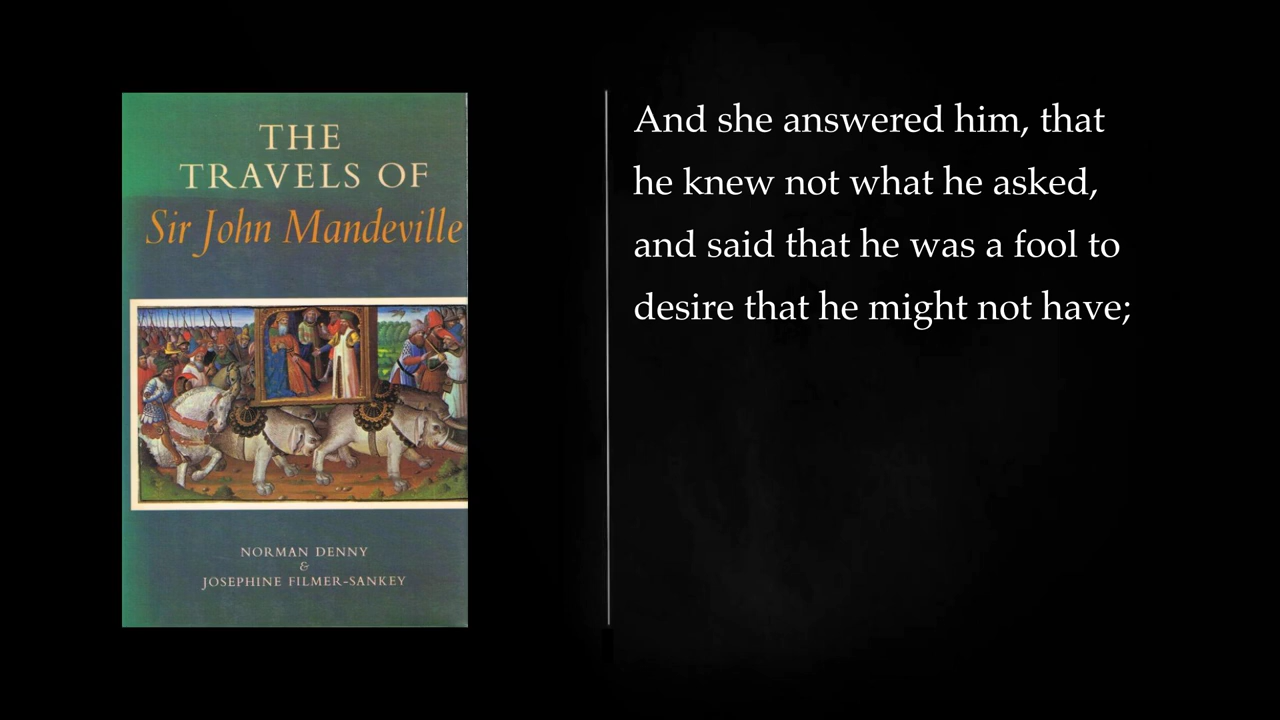 THE
TRAVELS OF
Sir John Mandeville
NORMAN DENNY
&
JOSEPHINE FILMER-SANKEY
And she answered him, that
he knew not what he asked,
and said that he was a fool to
desire that he might not have;